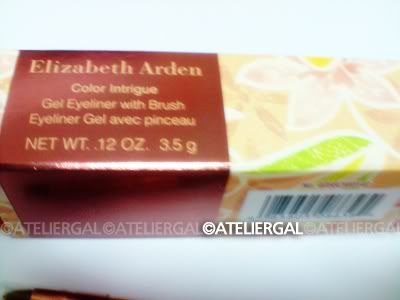 Elizabeth Arden
Color Intrigue
Gel Eyeliner with Brush
Eyeliner Gel avec pinceau
NET WT. .12 OZ. 3.5 g
©ATELIERGAL©ATELIERGAL©ATELIERGAL©ATELIERGAL